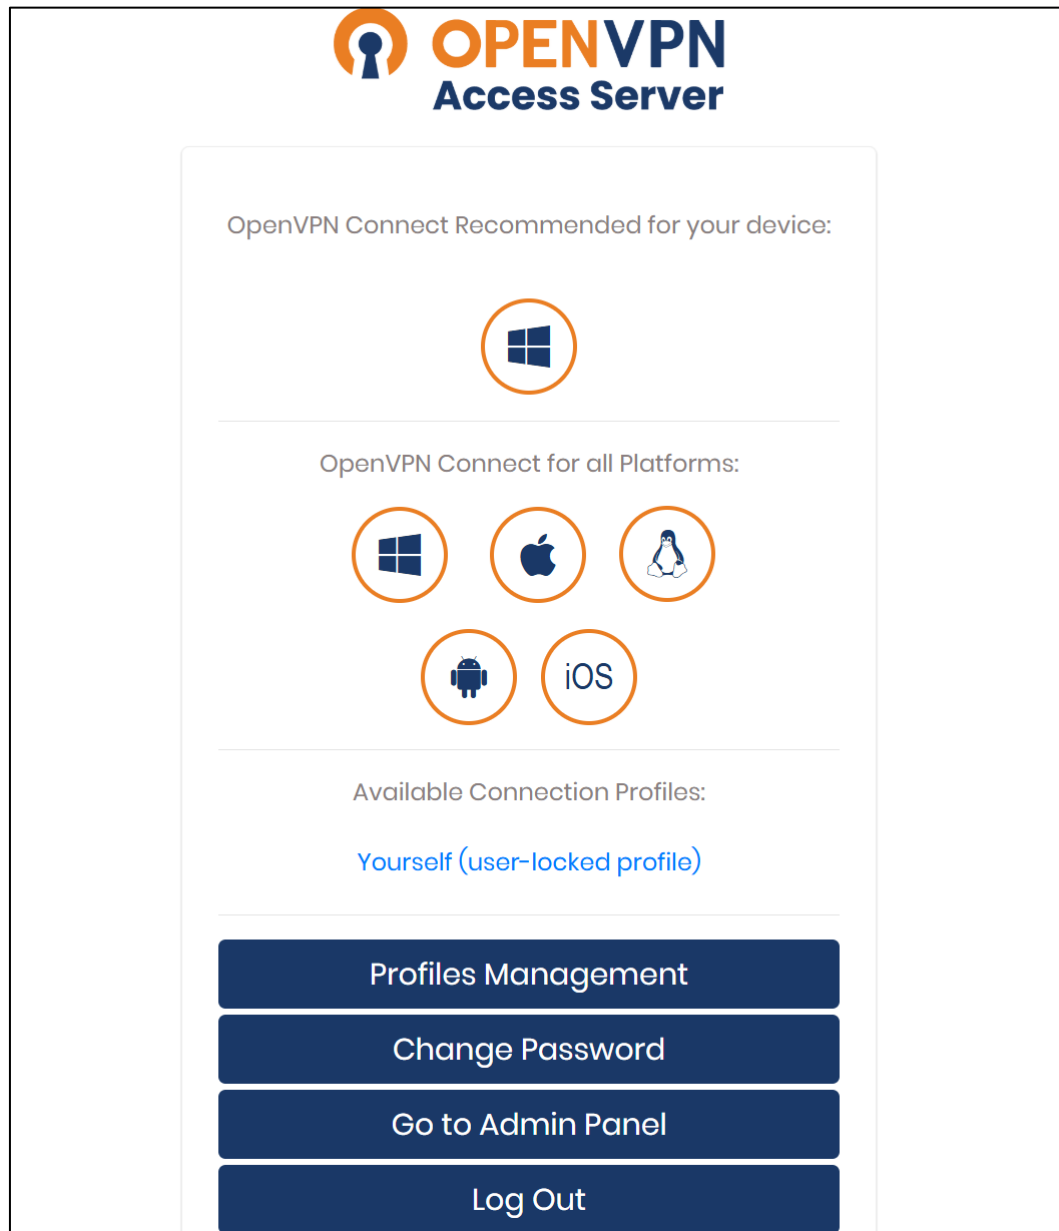 OPENVPN
Access Server
OpenVPN Connect Recommended for your device:
OpenVPN Connect for all Platforms:
iOS
Available Connection Profiles:
Yourself (user-locked profile)
Profiles Management
Change Password
Go to Admin Panel
Log Out